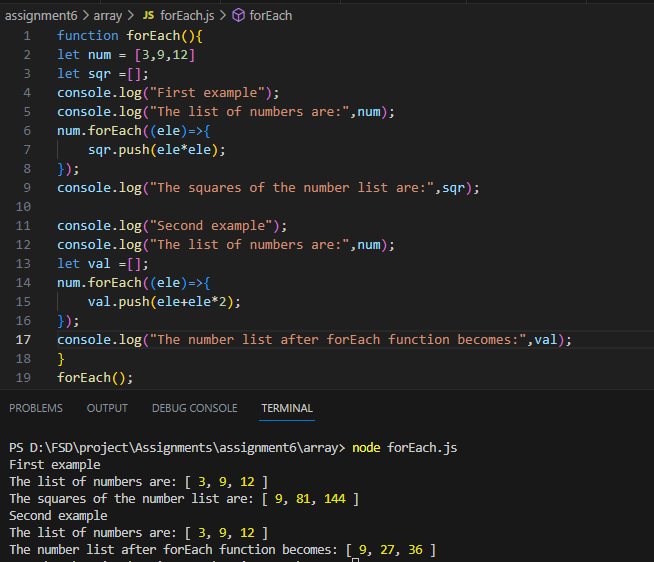 assignment6 > array > JS forEach.js > forEach
1 function forEach(){
2 let num = [3,9,12]
3 let sqr =[];
4 console.log("First example");
5 console.log("The list of numbers are:",num);
6 num.forEach((ele)=>{
7     sqr.push(ele*ele);
8 });
9 console.log("The squares of the number list are:",sqr);
10
11 console.log("Second example");
12 console.log("The list of numbers are:",num);
13 let val =[];
14 num.forEach((ele)=>{
15     val.push(ele+ele*2);
16 });
17 console.log("The number list after forEach function becomes:",val);
18 }
19 forEach();
PROBLEMS OUTPUT DEBUG CONSOLE TERMINAL
PS D:\FSD\project\Assignments\assignment6\array> node forEach.js
First example
The list of numbers are: [ 3, 9, 12 ]
The squares of the number list are: [ 9, 81, 144 ]
Second example
The list of numbers are: [ 3, 9, 12 ]
The number list after forEach function becomes: [ 9, 27, 36 ]